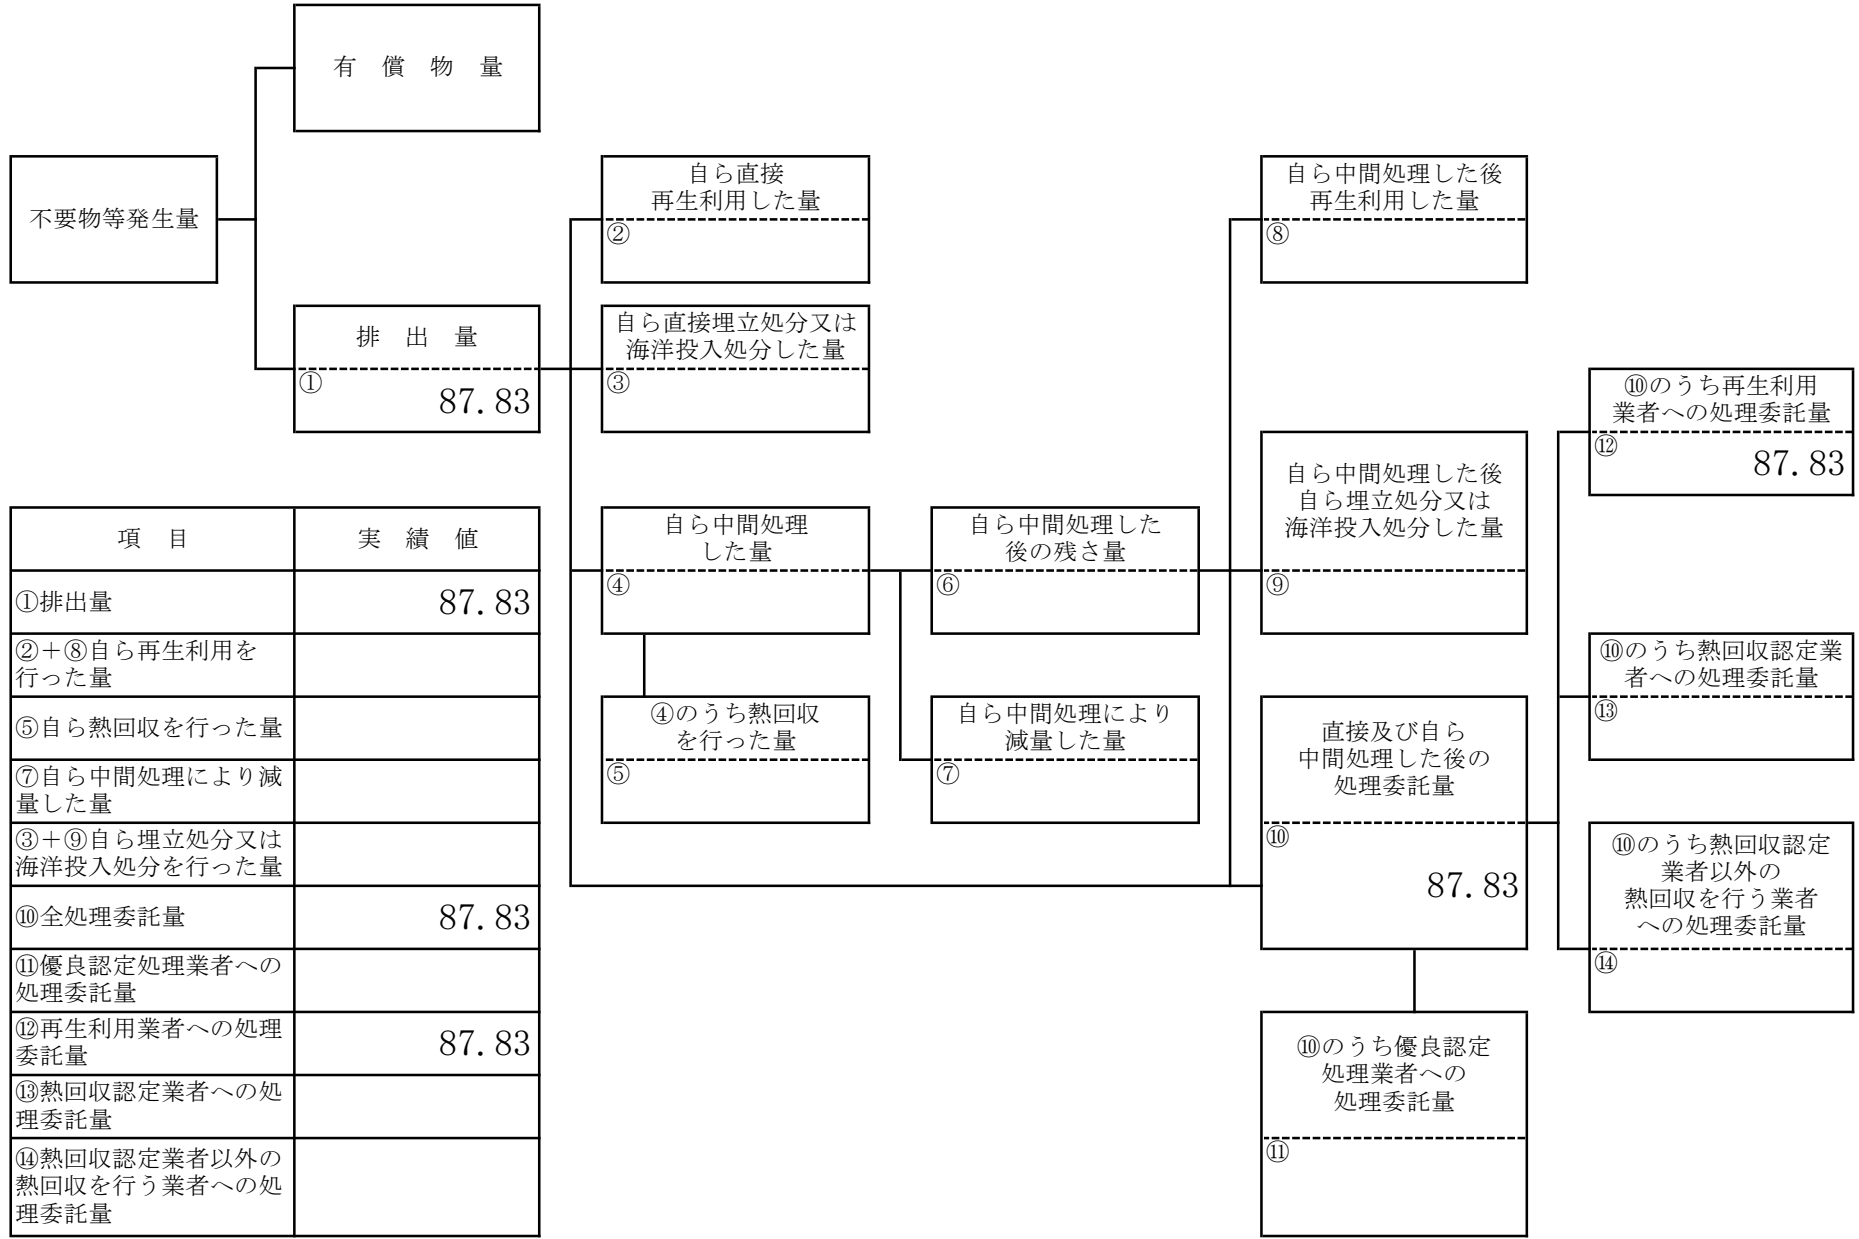 有 償 物 量
不要物等発生量
自ら直接
再生利用した量
②
自ら中間処理した後
再生利用した量
⑧
排 出 量
①
87.83
自ら直接埋立処分又は
海洋投入処分した量
③
⑩のうち再生利用
業者への処理委託量
⑫
87.83
自ら中間処理した後
自ら埋立処分又は
海洋投入処分した量
⑨
自ら中間処理
した量
④
自ら中間処理した
後の残さ量
⑥
⑩のうち熱回収認定業
者への処理委託量
⑬
④のうち熱回収
を行った量
⑤
自ら中間処理により
減量した量
⑦
直接及び自ら
中間処理した後の
処理委託量
⑩
87.83
⑩のうち熱回収認定
業者以外の
熱回収を行う業者
への処理委託量
⑭
⑩のうち優良認定
処理業者への
処理委託量
⑪
項 目 実 績 値
①排出量 87.83
②＋⑧自ら再生利用を
行った量
⑤自ら熱回収を行った量
⑦自ら中間処理により減
量した量
③＋⑨自ら埋立処分又は
海洋投入処分を行った量
⑩全処理委託量 87.83
⑪優良認定処理業者への
処理委託量
⑫再生利用業者への処理
委託量 87.83
⑬熱回収認定業者への処
理委託量
⑭熱回収認定業者以外の
熱回収を行う業者への処
理委託量